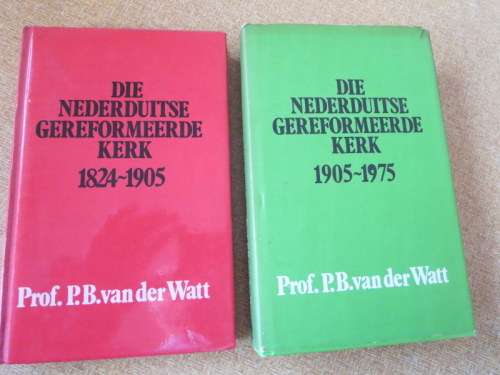 DIE
NEDERDUITSE
GEREFORMEERDE
KERK
1824~1905
Prof. P.B. van der Watt
DIE
NEDERDUITSE
GEREFORMEERDE
KERK
1905~1975
Prof. P.B. van der Watt